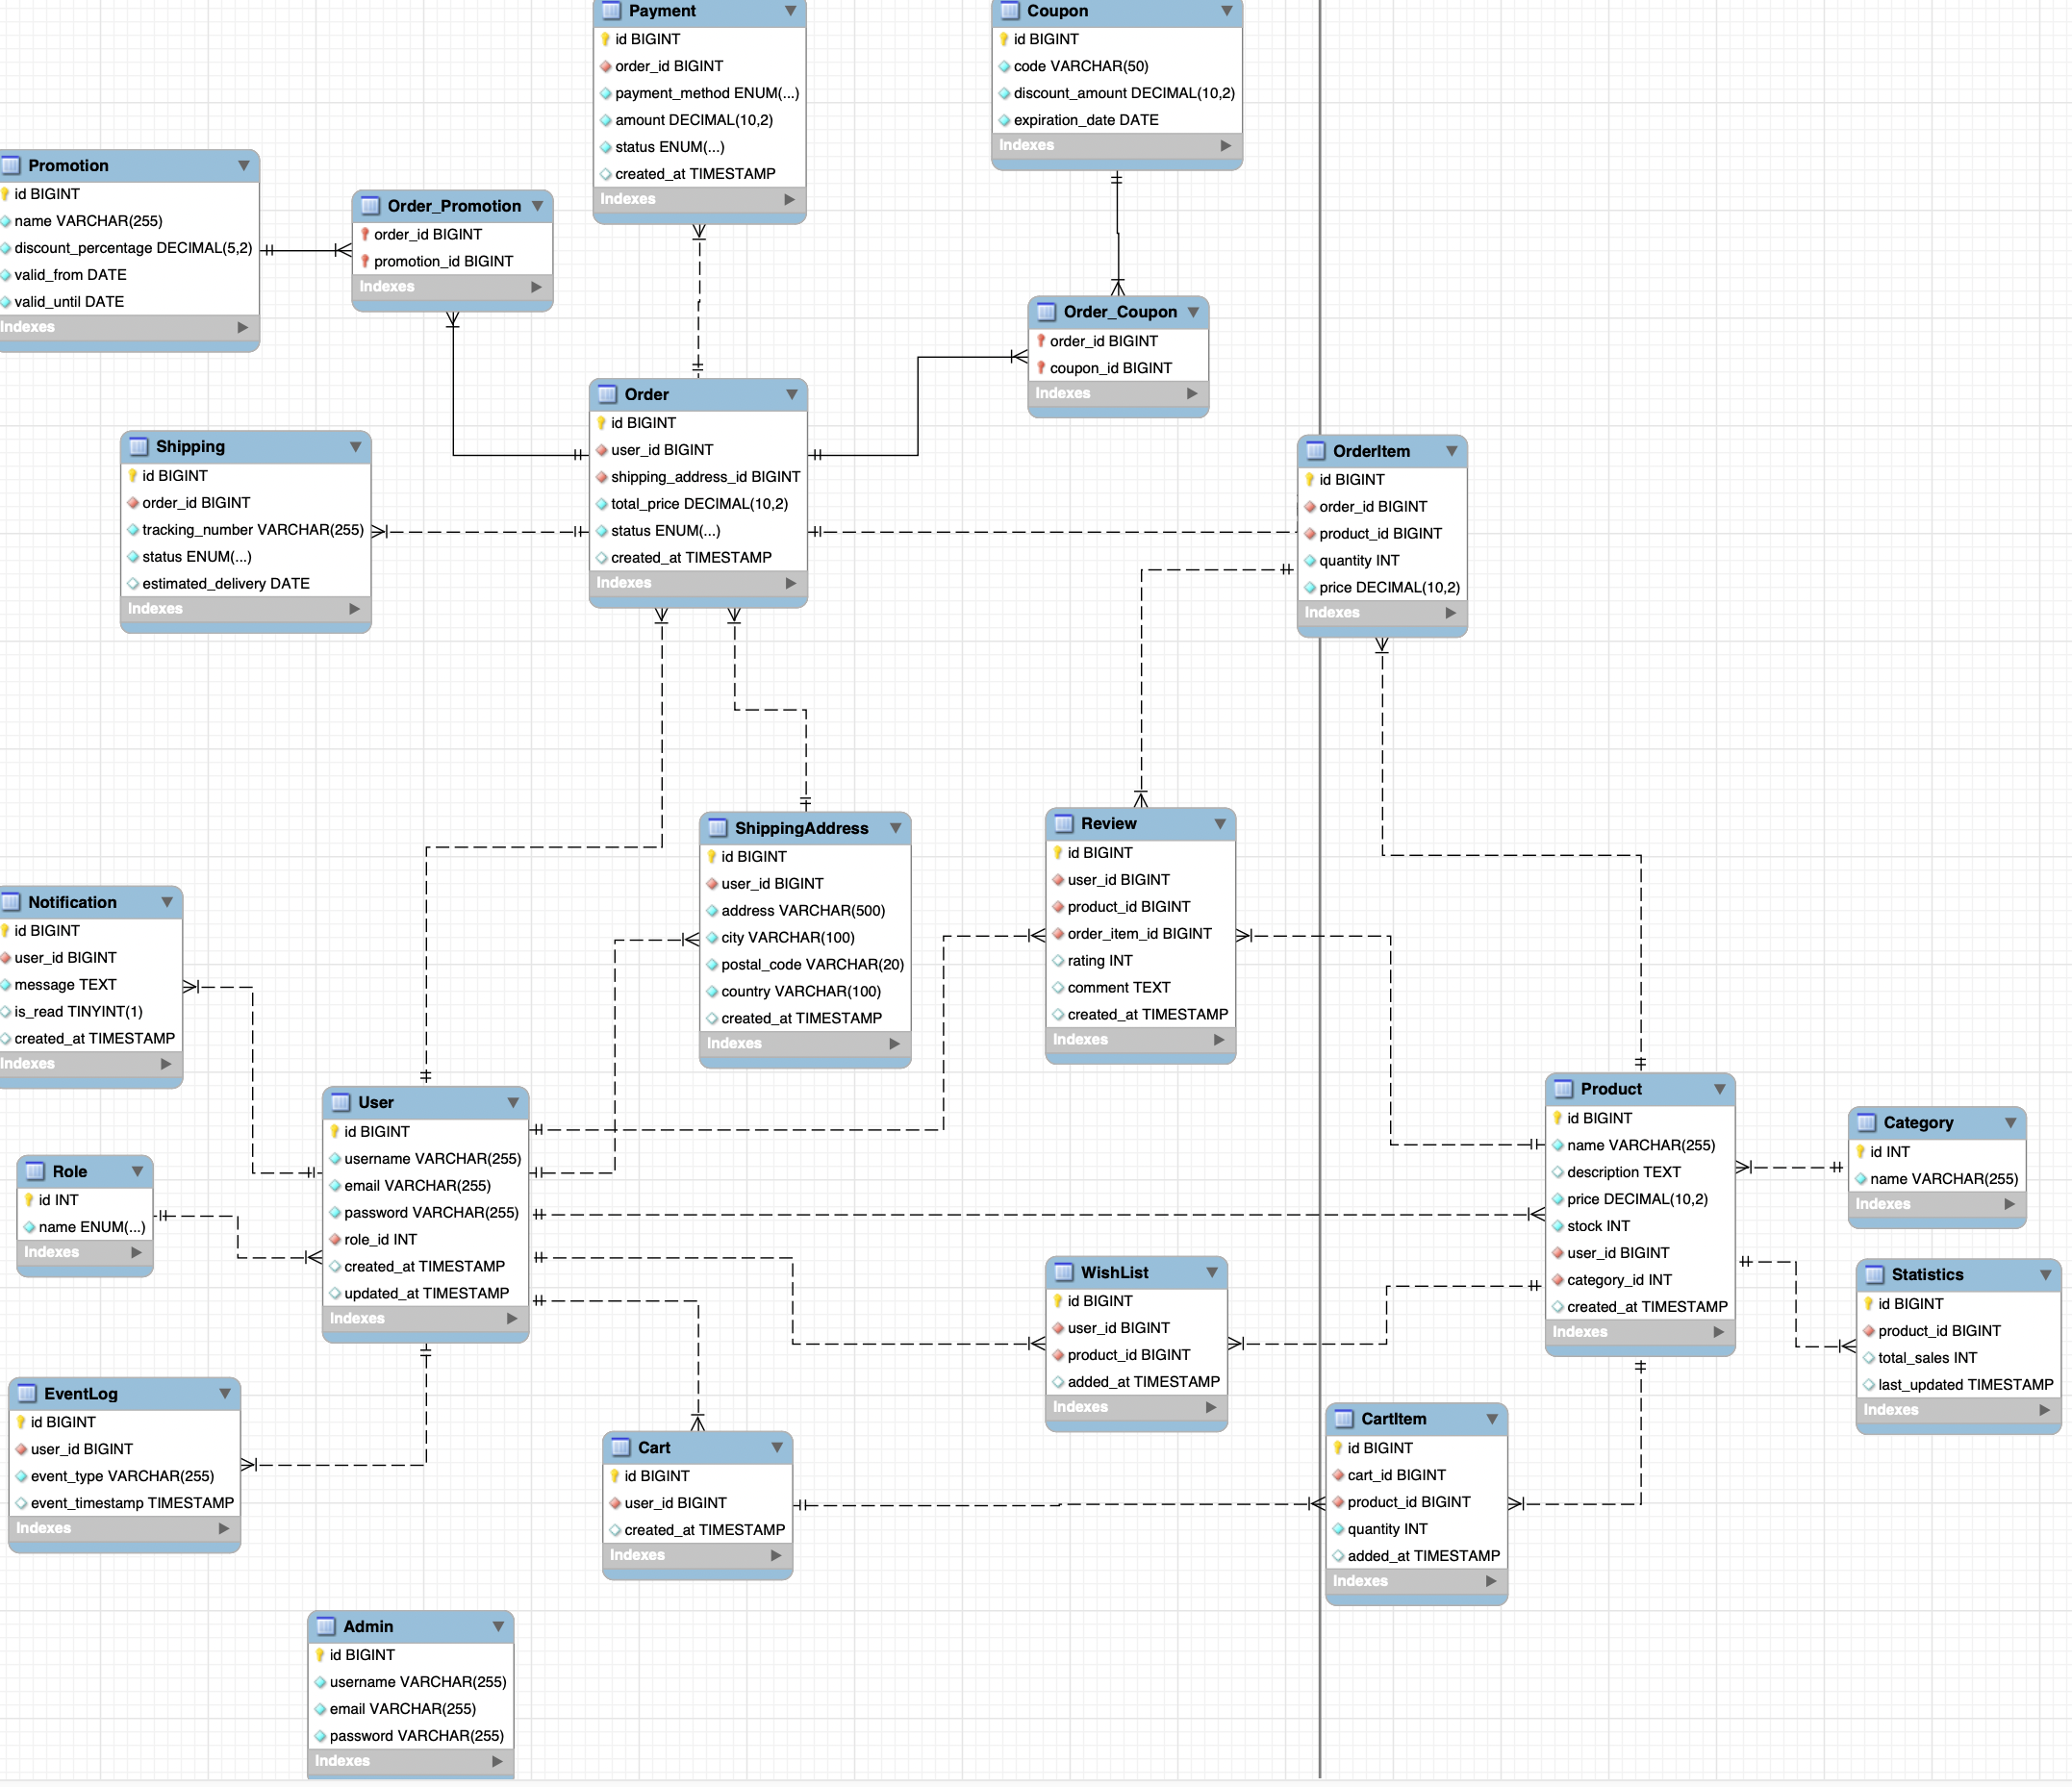 Payment
id BIGINT
order_id BIGINT
payment_method ENUM(...)
amount DECIMAL(10,2)
status ENUM(...)
created_at TIMESTAMP
Indexes
Coupon
id BIGINT
code VARCHAR(50)
discount_amount DECIMAL(10,2)
expiration_date DATE
Indexes
Promotion
id BIGINT
name VARCHAR(255)
discount_percentage DECIMAL(5,2)
valid_from DATE
valid_until DATE
Indexes
Order_Promotion
order_id BIGINT
promotion_id BIGINT
Indexes
Order_Coupon
order_id BIGINT
coupon_id BIGINT
Indexes
Order
id BIGINT
user_id BIGINT
shipping_address_id BIGINT
total_price DECIMAL(10,2)
status ENUM(...)
created_at TIMESTAMP
Indexes
Shipping
id BIGINT
order_id BIGINT
tracking_number VARCHAR(255)
status ENUM(...)
estimated_delivery DATE
Indexes
OrderItem
id BIGINT
order_id BIGINT
product_id BIGINT
quantity INT
price DECIMAL(10,2)
Indexes
ShippingAddress
id BIGINT
user_id BIGINT
address VARCHAR(500)
city VARCHAR(100)
postal_code VARCHAR(20)
country VARCHAR(100)
created_at TIMESTAMP
Indexes
Review
id BIGINT
user_id BIGINT
product_id BIGINT
order_item_id BIGINT
rating INT
comment TEXT
created_at TIMESTAMP
Indexes
Notification
id BIGINT
user_id BIGINT
message TEXT
is_read TINYINT(1)
created_at TIMESTAMP
Indexes
User
id BIGINT
username VARCHAR(255)
email VARCHAR(255)
password VARCHAR(255)
role_id INT
created_at TIMESTAMP
updated_at TIMESTAMP
Indexes
Product
id BIGINT
name VARCHAR(255)
description TEXT
price DECIMAL(10,2)
stock INT
user_id BIGINT
category_id INT
created_at TIMESTAMP
Indexes
Category
id INT
name VARCHAR(255)
Indexes
Role
id INT
name ENUM(...)
Indexes
WishList
id BIGINT
user_id BIGINT
product_id BIGINT
added_at TIMESTAMP
Indexes
Statistics
id BIGINT
product_id BIGINT
total_sales INT
last_updated TIMESTAMP
Indexes
EventLog
id BIGINT
user_id BIGINT
event_type VARCHAR(255)
event_timestamp TIMESTAMP
Indexes
Cart
id BIGINT
user_id BIGINT
created_at TIMESTAMP
Indexes
CartItem
id BIGINT
cart_id BIGINT
product_id BIGINT
quantity INT
added_at TIMESTAMP
Indexes
Admin
id BIGINT
username VARCHAR(255)
email VARCHAR(255)
password VARCHAR(255)
Indexes